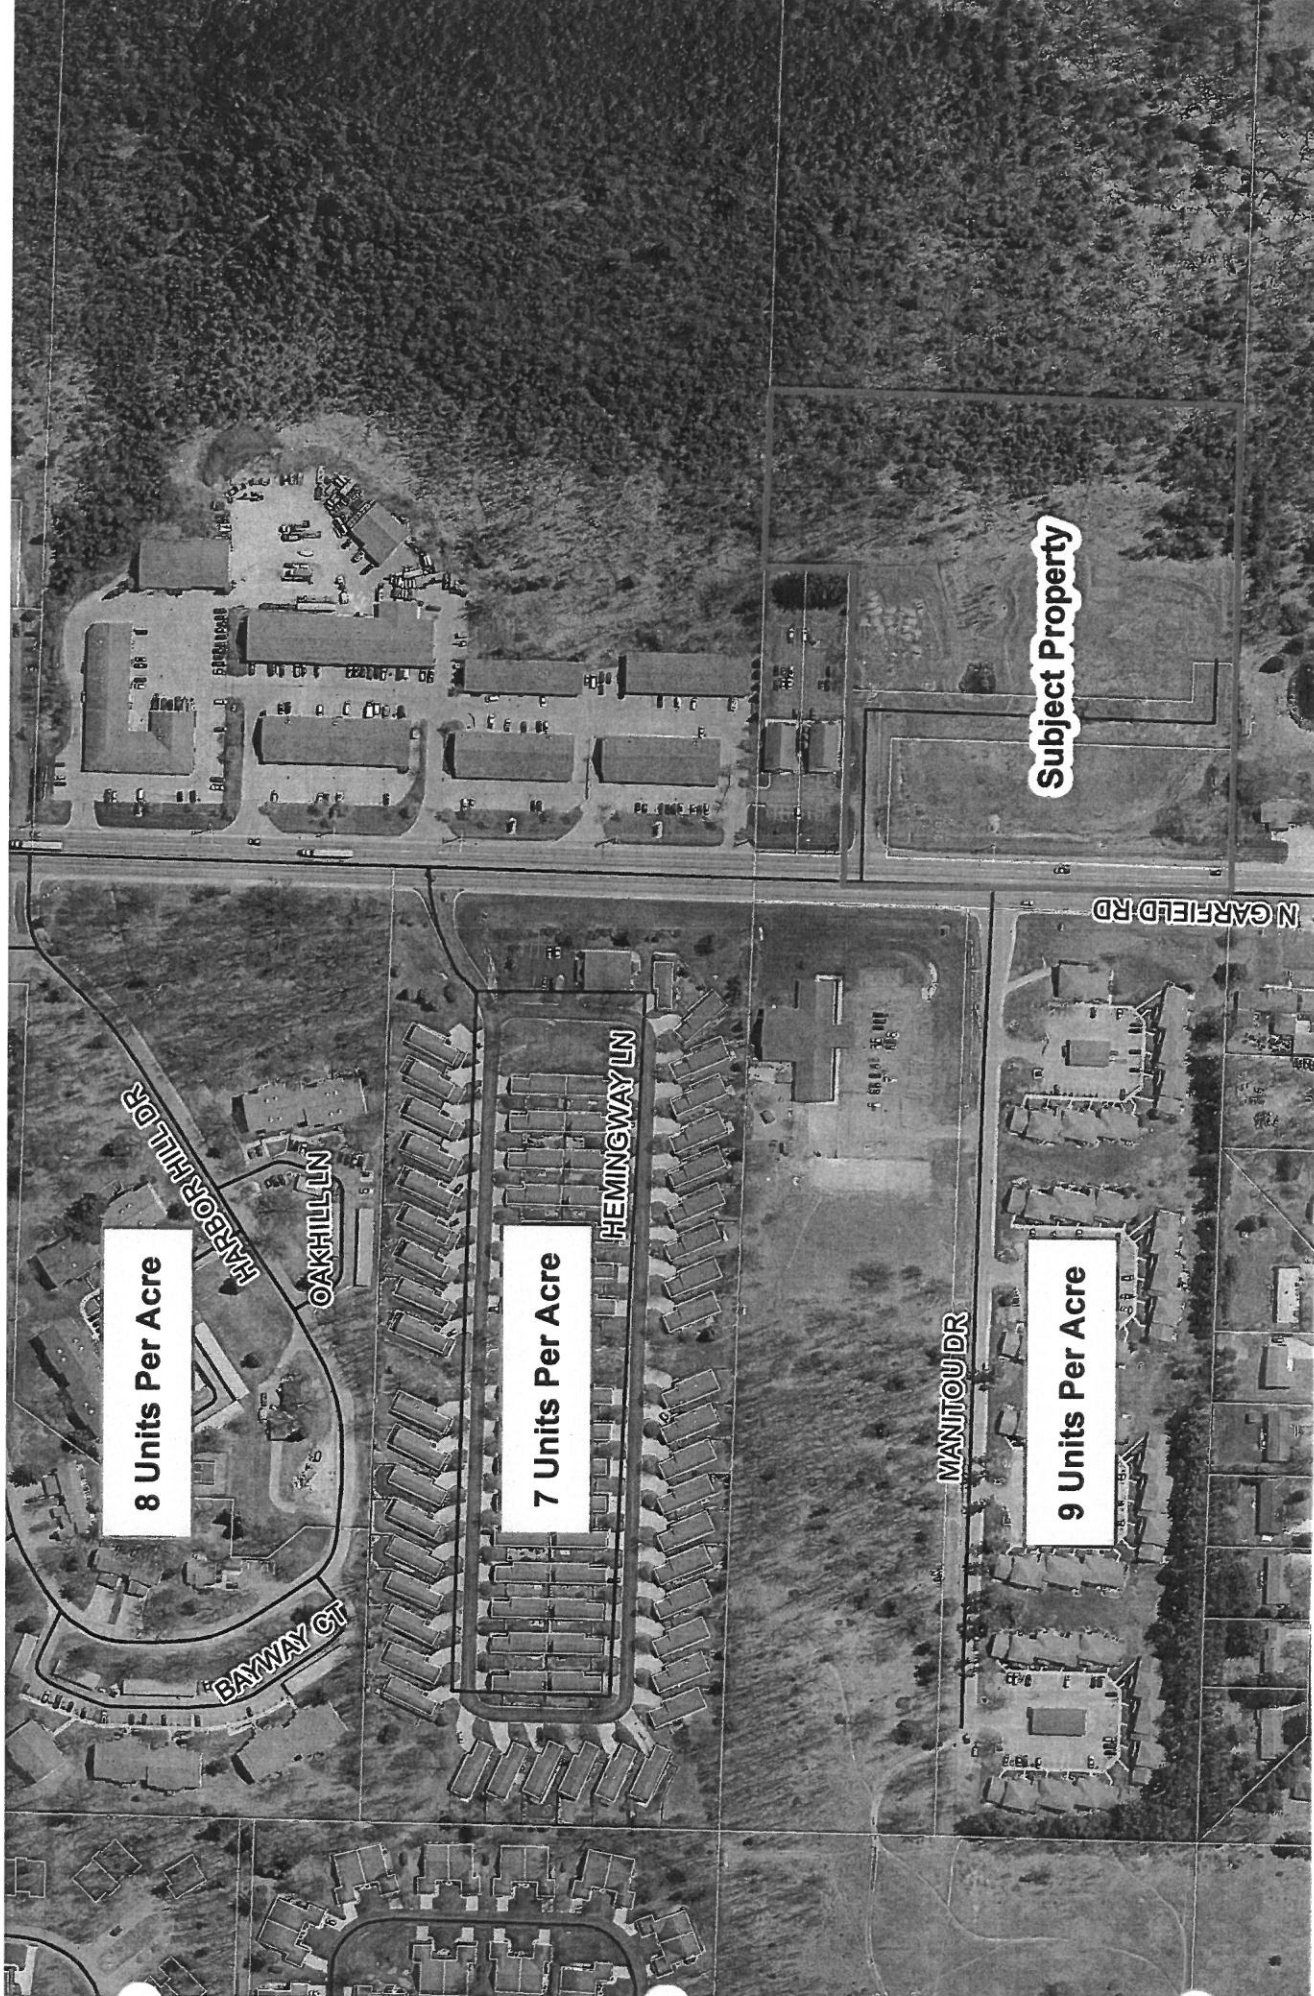 Subject Property
N GARFIELD RD
HARBOR HILL DR
OAKHILL LN
HEMINGWAY LN
8 Units Per Acre
7 Units Per Acre
MANITOU DR
9 Units Per Acre
BAYWAY CT